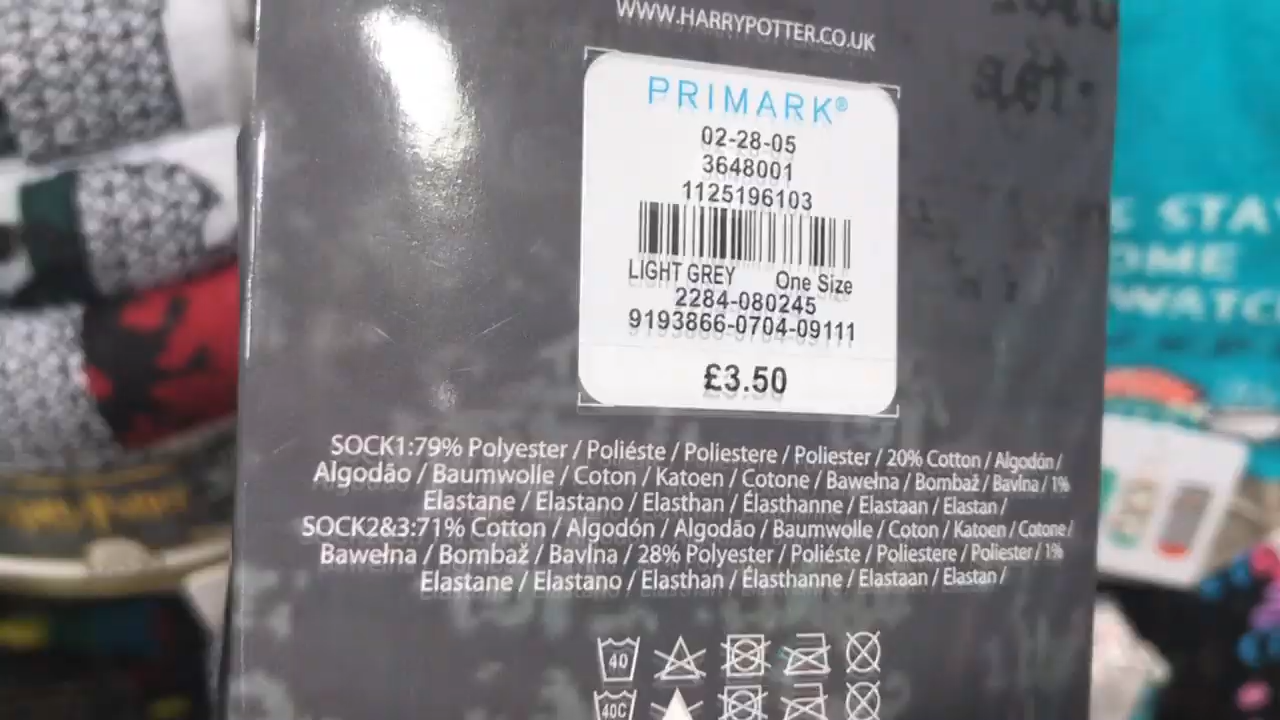 WWW.HARRYPOTTER.CO.UK
PRIMARK®
02-28-05
3648001
1125196103
LIGHT GREY One Size
2284-080245
9193866-0704-09111
£3.50
SOCK1:79% Polyester / Poliéste / Poliestere / Poliester / 20% Cotton / Algodón /
Algodão / Baumwolle / Coton / Katoen / Cotone / Bawełna / Bombaž / Bavlna / 1%
Elastane / Elastano / Elasthan / Élasthanne / Elastaan / Elastan /
SOCK2&3:71% Cotton / Algodón / Algodão / Baumwolle / Coton / Katoen / Cotone /
Bawełna / Bombaž / Bavlna / 28% Polyester / Poliéste / Poliestere / Poliester / 1%
Elastane / Elastano / Elasthan / Élasthanne / Elastaan / Elastan /
40
40C
STA
OME
WATC